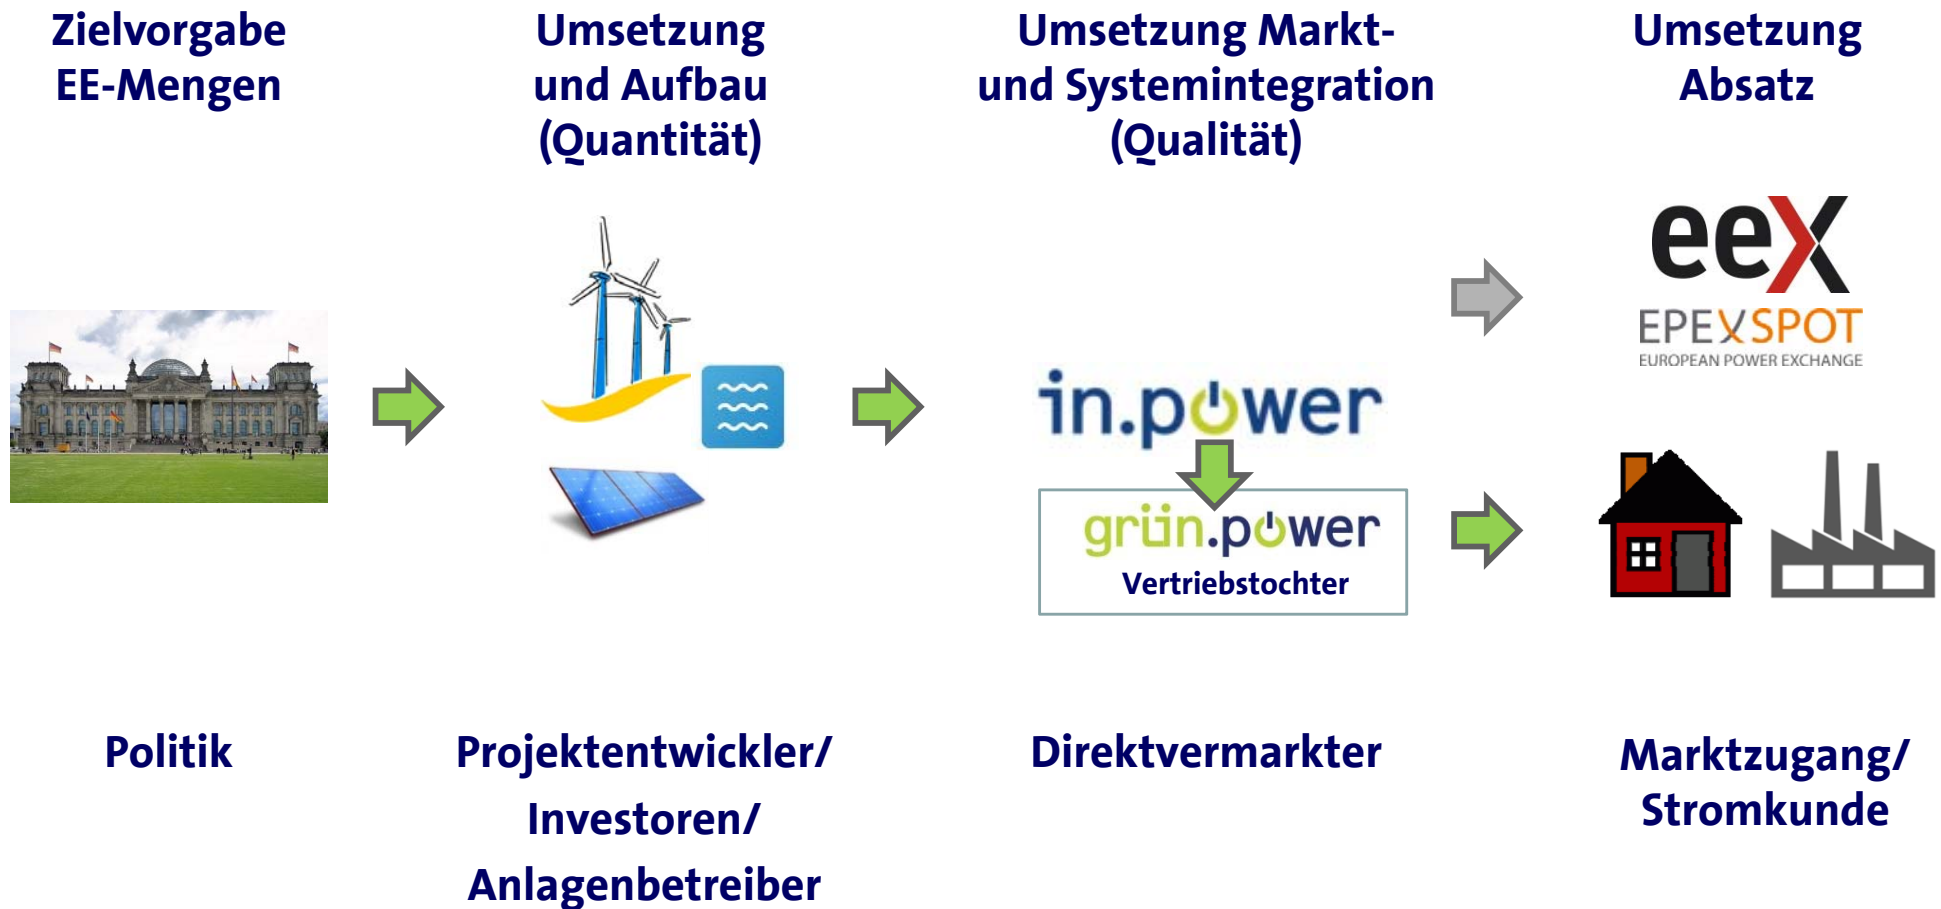 Zielvorgabe
EE-Mengen
Umsetzung
und Aufbau
(Quantität)
Umsetzung Markt-
und Systemintegration
(Qualität)
Umsetzung
Absatz
eex
EPEXSPOT
EUROPEAN POWER EXCHANGE
in.power
grün.power
Vertriebstochter
Politik
Projektentwickler/
Investoren/
Anlagenbetreiber
Direktvermarkter
Marktzugang/
Stromkunde